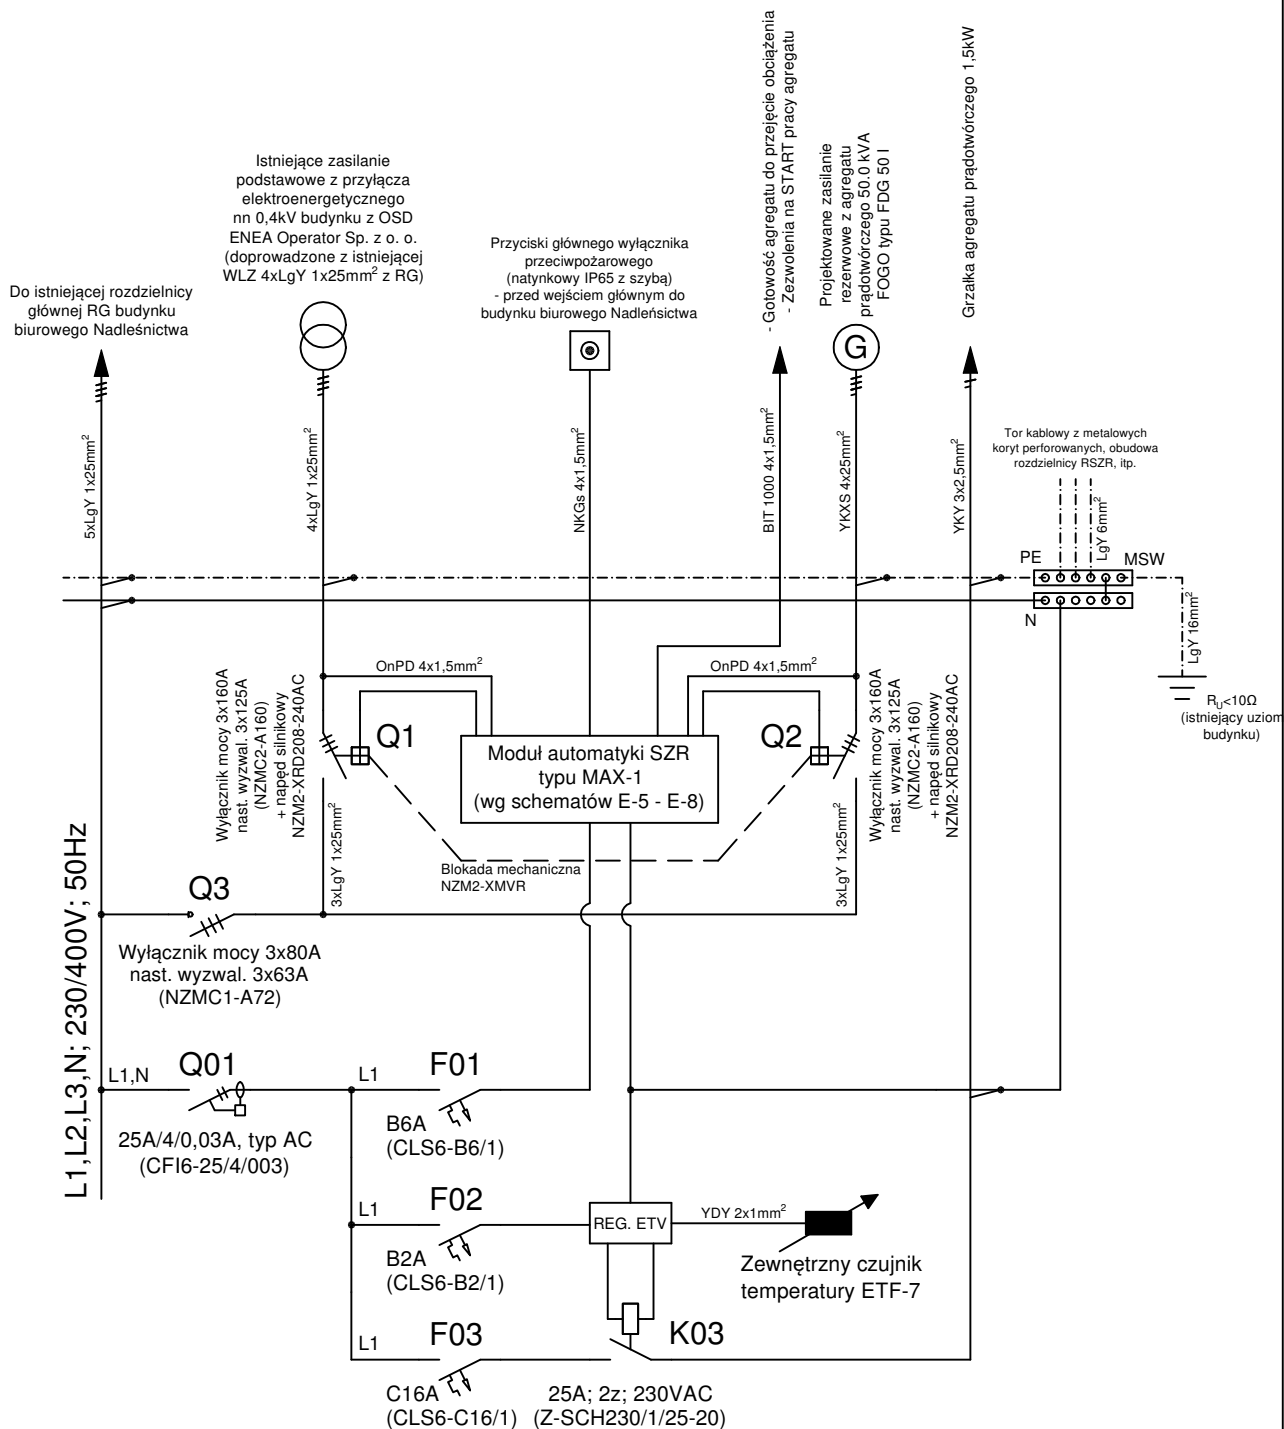 Istniejące zasilanie
podstawowe z przyłącza
elektroenergetycznego
nn 0,4kV budynku z OSD
ENEA Operator Sp. z o. o.
(doprowadzone z istniejącej
WLZ 4xLgY 1x25mm² z RG)
Do istniejącej rozdzielnicy
głównej RG budynku
biurowego Nadleśnictwa
Przyciski głównego wyłącznika
przeciwpożarowego
(natynkowy IP65 z szybą)
- przed wejściem głównym do
budynku biurowego Nadleńsictwa
- Gotowość agregatu do przejęcie obciążenia
- Zezwolenia na START pracy agregatu
Projektowane zasilanie
rezerwowe z agregatu
prądotwórczego 50.0 kVA
FOGO typu FDG 50 I
Grzałka agregatu prądotwórczego 1,5kW
G
5xLgY 1x25mm²
4xLgY 1x25mm²
NKGs 4x1,5mm²
BIT 1000 4x1,5mm²
YKXS 4x25mm²
YKY 3x2,5mm²
Tor kablowy z metalowych
koryt perforowanych, obudowa
rozdzielnicy RSZR, itp.
LgY 6mm²
PE
MSW
N
LgY 16mm²
R_U<10Ω
(istniejący uziom
budynku)
OnPD 4x1,5mm²
OnPD 4x1,5mm²
Wyłącznik mocy 3x160A
nast. wyzwal. 3x125A
(NZMC2-A160)
+ napęd silnikowy
NZM2-XRD208-240AC
Q1
Moduł automatyki SZR
typu MAX-1
(wg schematów E-5 - E-8)
Q2
Wyłącznik mocy 3x160A
nast. wyzwal. 3x125A
(NZMC2-A160)
+ napęd silnikowy
NZM2-XRD208-240AC
3xLgY 1x25mm²
3xLgY 1x25mm²
Blokada mechaniczna
NZM2-XMVR
L1,L2,L3,N; 230/400V; 50Hz
Q3
Wyłącznik mocy 3x80A
nast. wyzwal. 3x63A
(NZMC1-A72)
L1,N
Q01
25A/4/0,03A, typ AC
(CFI6-25/4/003)
L1
F01
B6A
(CLS6-B6/1)
L1
F02
B2A
(CLS6-B2/1)
REG. ETV
YDY 2x1mm²
Zewnętrzny czujnik
temperatury ETF-7
L1
F03
C16A
(CLS6-C16/1)
K03
25A; 2z; 230VAC
(Z-SCH230/1/25-20)